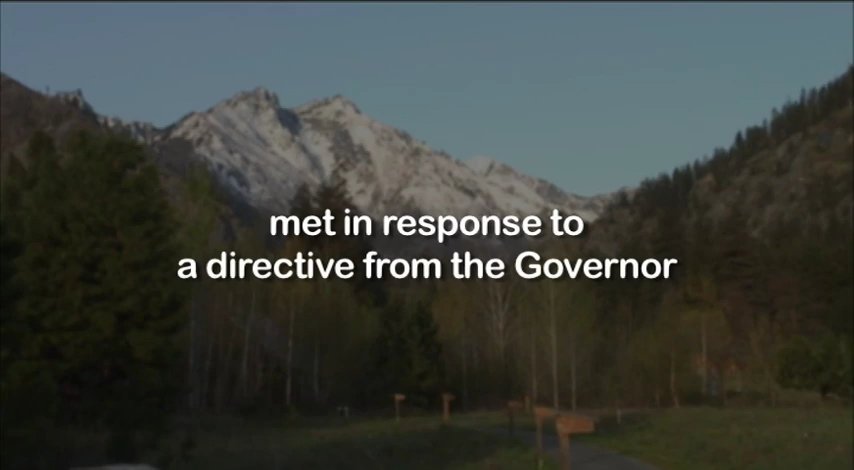 met in response to
a directive from the Governor